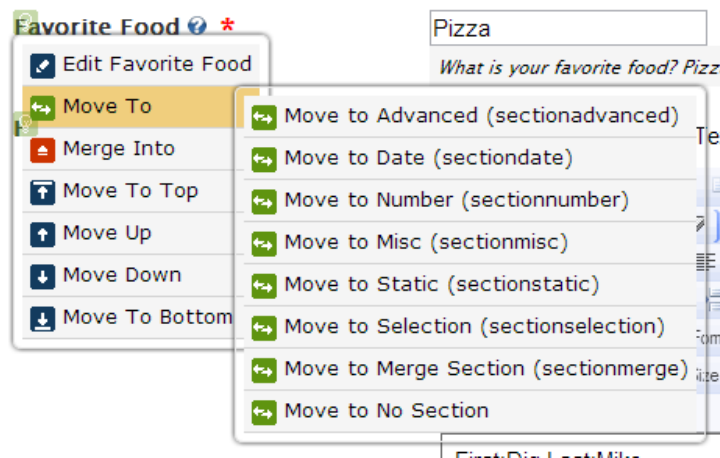 Favorite Food ? *
Pizza
What is your favorite food? Pizz
Edit Favorite Food
Move To
Merge Into
Move To Top
Move Up
Move Down
Move To Bottom
Move to Advanced (sectionadvanced)
Move to Date (sectiondate)
Move to Number (sectionnumber)
Move to Misc (sectionmisc)
Move to Static (sectionstatic)
Move to Selection (sectionselection)
Move to Merge Section (sectionmerge)
Move to No Section
Te